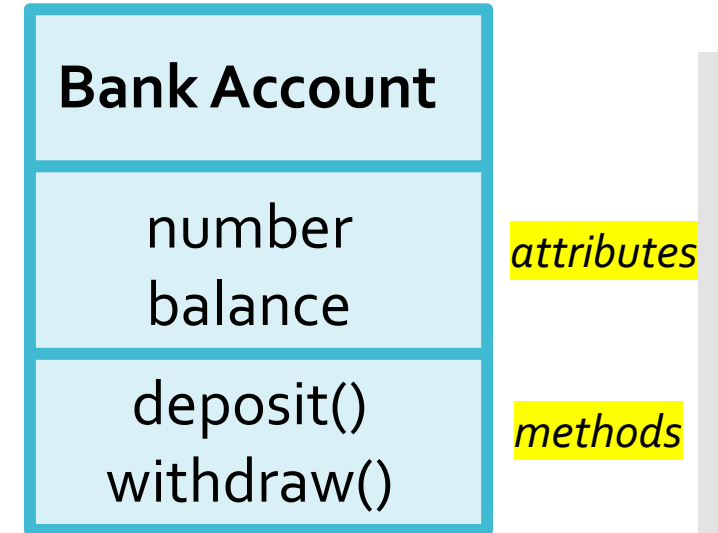 Bank Account
number
balance
attributes
deposit()
withdraw()
methods